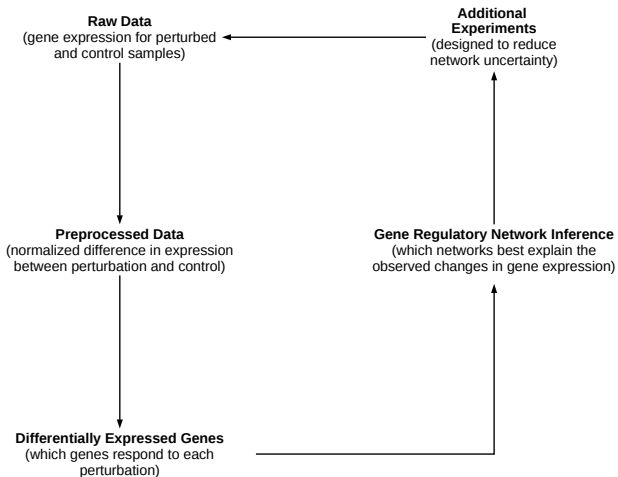 Raw Data
(gene expression for perturbed
and control samples)
Additional
Experiments
(designed to reduce
network uncertainty)
Preprocessed Data
(normalized difference in expression
between perturbation and control)
Gene Regulatory Network Inference
(which networks best explain the
observed changes in gene expression)
Differentially Expressed Genes
(which genes respond to each
perturbation)